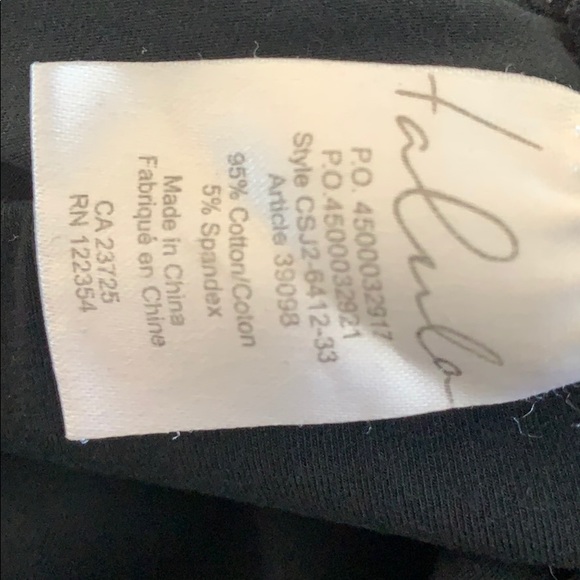 talula
P.O. 4500032917
P.O.4500032921
Style CSJ2-6412-33
Article 39098
95% Cotton/Coton
5% Spandex
Made in China
Fabriqué en Chine
CA 23725
RN 122354